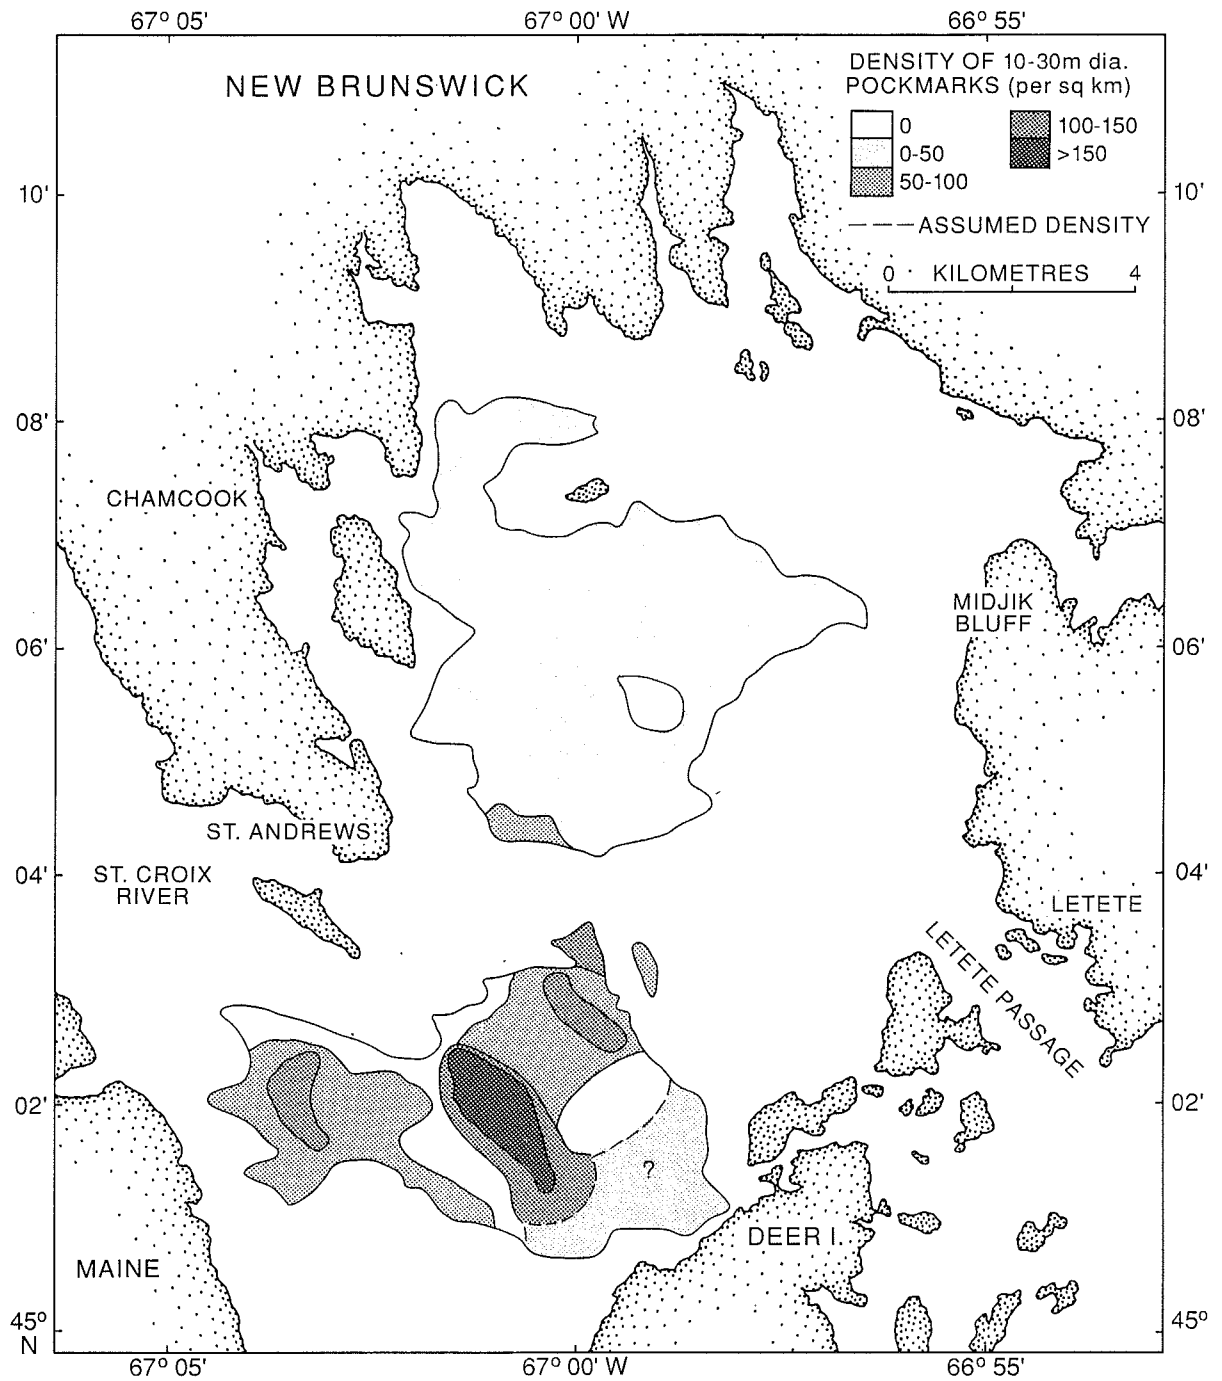 67° 05'
67° 00' W
66° 55'
NEW BRUNSWICK
DENSITY OF 10-30m dia.
POCKMARKS (per sq km)
0
100-150
0-50
>150
50-100
ASSUMED DENSITY
0 KILOMETRES 4
10'
10'
08'
08'
CHAMCOOK
MIDJIK
BLUFF
06'
06'
ST. ANDREWS
04'
04'
ST. CROIX
RIVER
LETETE
LETETE PASSAGE
02'
02'
?
DEER I.
MAINE
45°
N
45°
67° 05'
67° 00' W
66° 55'